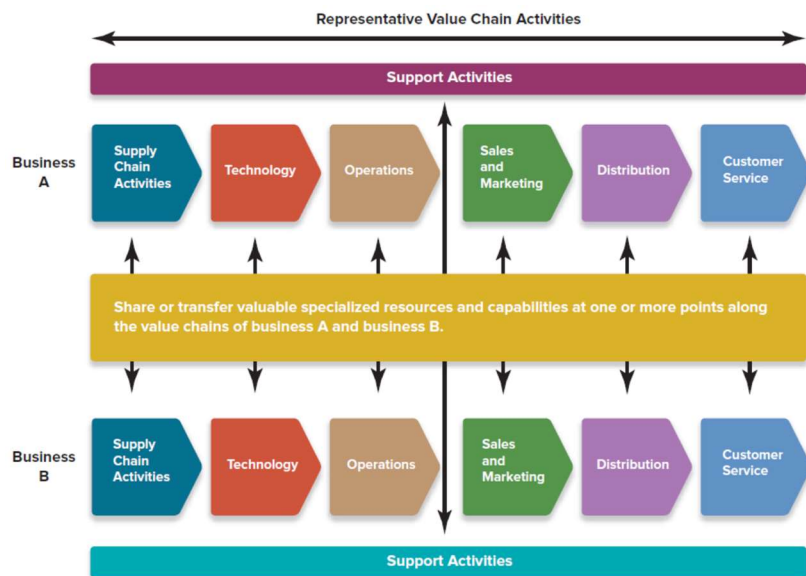 Representative Value Chain Activities
Support Activities
Business
A
Supply
Chain
Activities
Technology
Operations
Sales
and
Marketing
Distribution
Customer
Service
Share or transfer valuable specialized resources and capabilities at one or more points along
the value chains of business A and business B.
Business
B
Supply
Chain
Activities
Technology
Operations
Sales
and
Marketing
Distribution
Customer
Service
Support Activities